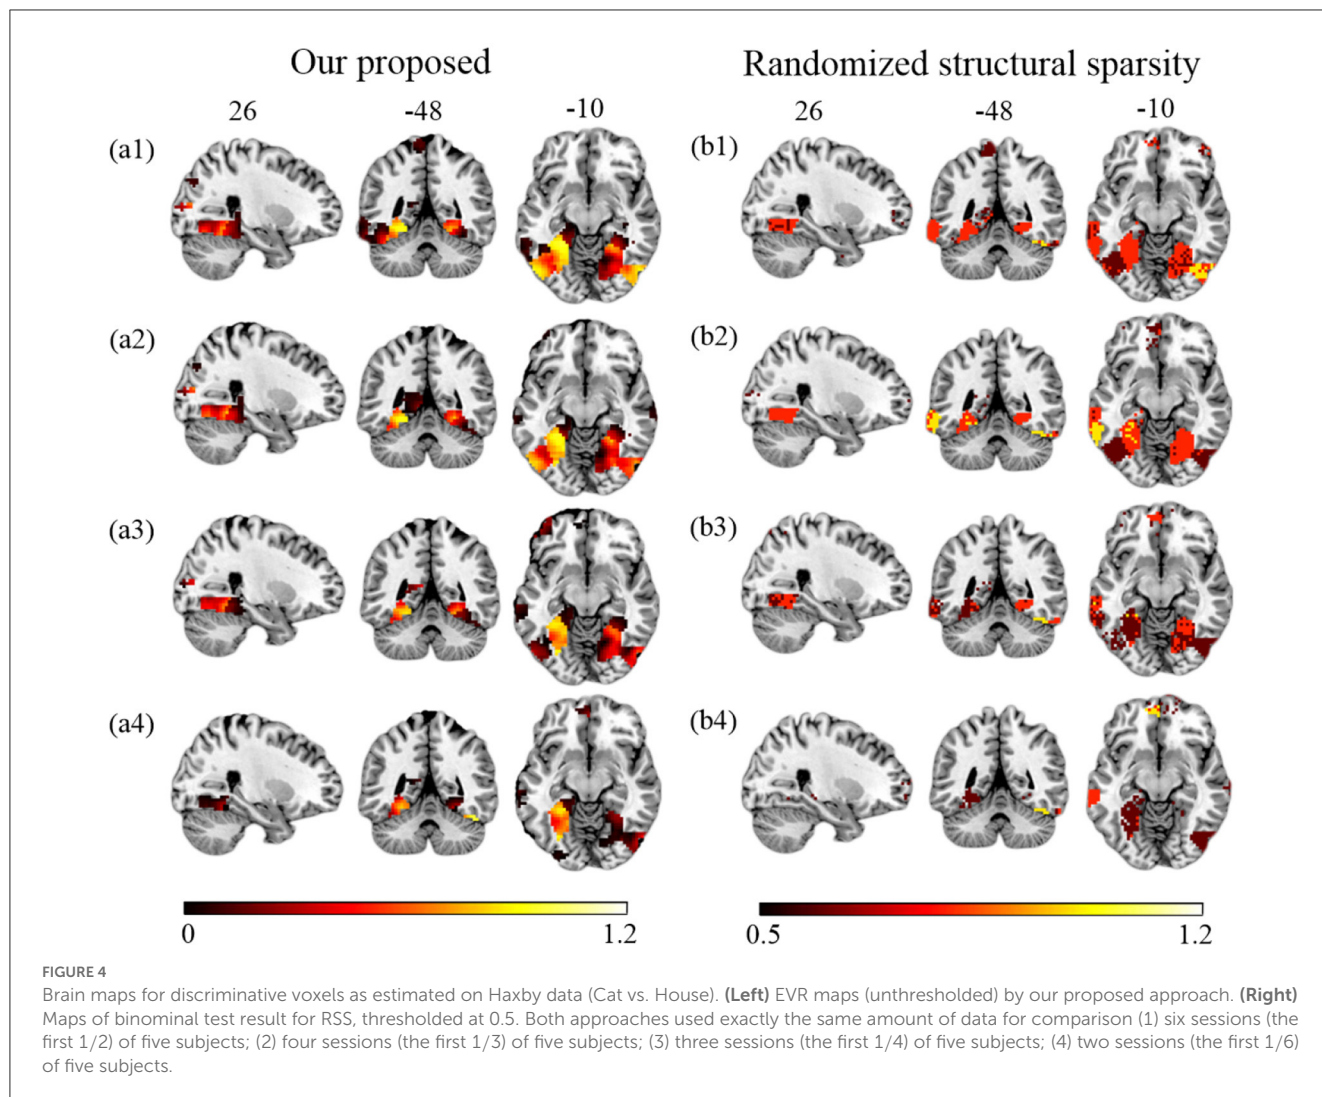 Our proposed
Randomized structural sparsity
26 -48 -10 26 -48 -10
(a1) (b1)
(a2) (b2)
(a3) (b3)
(a4) (b4)
0 1.2 0.5 1.2
FIGURE 4
Brain maps for discriminative voxels as estimated on Haxby data (Cat vs. House). (Left) EVR maps (unthresholded) by our proposed approach. (Right)
Maps of binominal test result for RSS, thresholded at 0.5. Both approaches used exactly the same amount of data for comparison (1) six sessions (the
first 1/2) of five subjects; (2) four sessions (the first 1/3) of five subjects; (3) three sessions (the first 1/4) of five subjects; (4) two sessions (the first 1/6)
of five subjects.